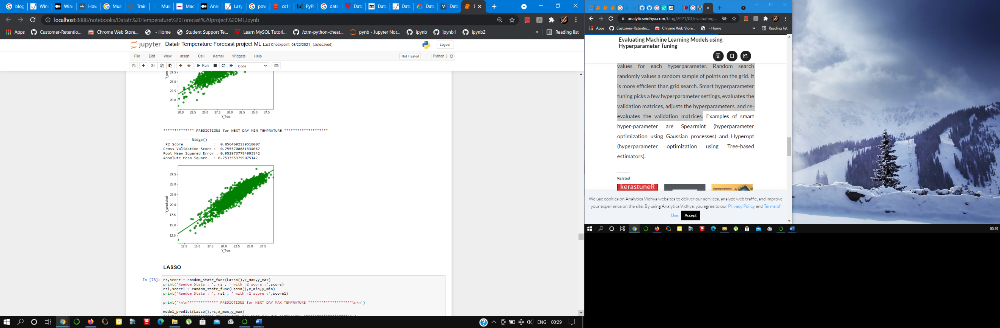 blog
Wind
Wind
tds
How
Musi
Train
Mus
Mac
Anal
Lazy
pow
cs11
PyPS
data
Data
Data
Data
Data
Data
localhost:8888/notebooks/Datatr%20Temperature%20Forecast%20project%20ML.ipynb
Apps
Customer-Retentio...
Chrome Web Store...
- Home
Student Support Te...
Learn MySQL Tutori...
/ztm-python-cheat...
pynb - Jupyter Not...
ipynb
ipynb1
ipynb2
»
Reading list
jupyter
Datatr Temperature Forecast project ML Last Checkpoint: 08/22/2021 (autosaved)
Logout
File Edit View Insert Cell Kernel Widgets Help
Not Trusted
Python 3
Run
Code
27.5
25.0
22.5
20.0
20.0 22.5 25.0 27.5 30.0 32.5 35.0 37.5
Y_True
************** PREDICTIONS for NEXT DAY MIN TEMPRATURE ********************
------------ Ridge() --------------
R2 Score : 0.8564692129518007
Cross Validation Score : 0.7555700681334067
Root Mean Squared Error : 0.9529737784993542
Absolute Mean Square : 0.7533553799075142
27.5
25.0
22.5
20.0
17.5
15.0
12.5
Y_predicted
12.5 15.0 17.5 20.0 22.5 25.0 27.5
Y_True
LASSO
In [78]:
rs,score = random_state_func(Lasso(),x_max,y_max)
print('Random State : ', rs , ' with r2 score :',score)
rs1,score1 = random_state_func(Lasso(),x_min,y_min)
print('Random State : ', rs1 , ' with r2 score :',score1)
print('\n\n************** PREDICTIONS for NEXT DAY MAX TEMPRATURE ********************\n\n')
model_predict(Lasso(),rs,x_max,y_max)
ENG
00:29
analyticsvidhya.com/blog/2021/04/evaluating...
Apps
Customer-Retentio...
Chrome Web Store...
- Home
»
Reading list
Evaluating Machine Learning Models using
Hyperparameter Tuning
values for each hyperparameter. Random search
randomly values a random sample of points on the grid. It
is more efficient than grid search. Smart hyperparameter
tuning picks a few hyperparameter settings, evaluates the
validation matrices, adjusts the hyperparameters, and re-
evaluates the validation matrices. Examples of smart
hyper-parameter are Spearmint (hyperparameter
optimization using Gaussian processes) and Hyperopt
(hyperparameter optimization using Tree-based
estimators).
Related
kerastuneR
Hyperparameter
We use cookies on Analytics Vidhya websites to deliver our services, analyze web traffic, and improve
your experience on the site. By using Analytics Vidhya, you agree to our Privacy Policy and Terms of
Use.
Accept
00:29